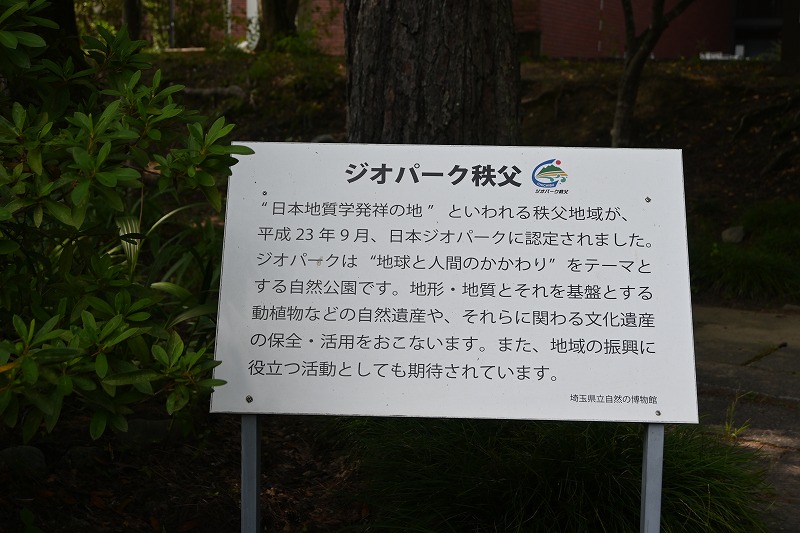 ジオパーク秩父
ジオパーク秩父
“日本地質学発祥の地”といわれる秩父地域が、
平成23年9月、日本ジオパークに認定されました。
ジオパークは“地球と人間のかかわり”をテーマと
する自然公園です。地形・地質とそれを基盤とする
動植物などの自然遺産や、それらに関わる文化遺産
の保全・活用をおこないます。また、地域の振興に
役立つ活動としても期待されています。
埼玉県立自然の博物館